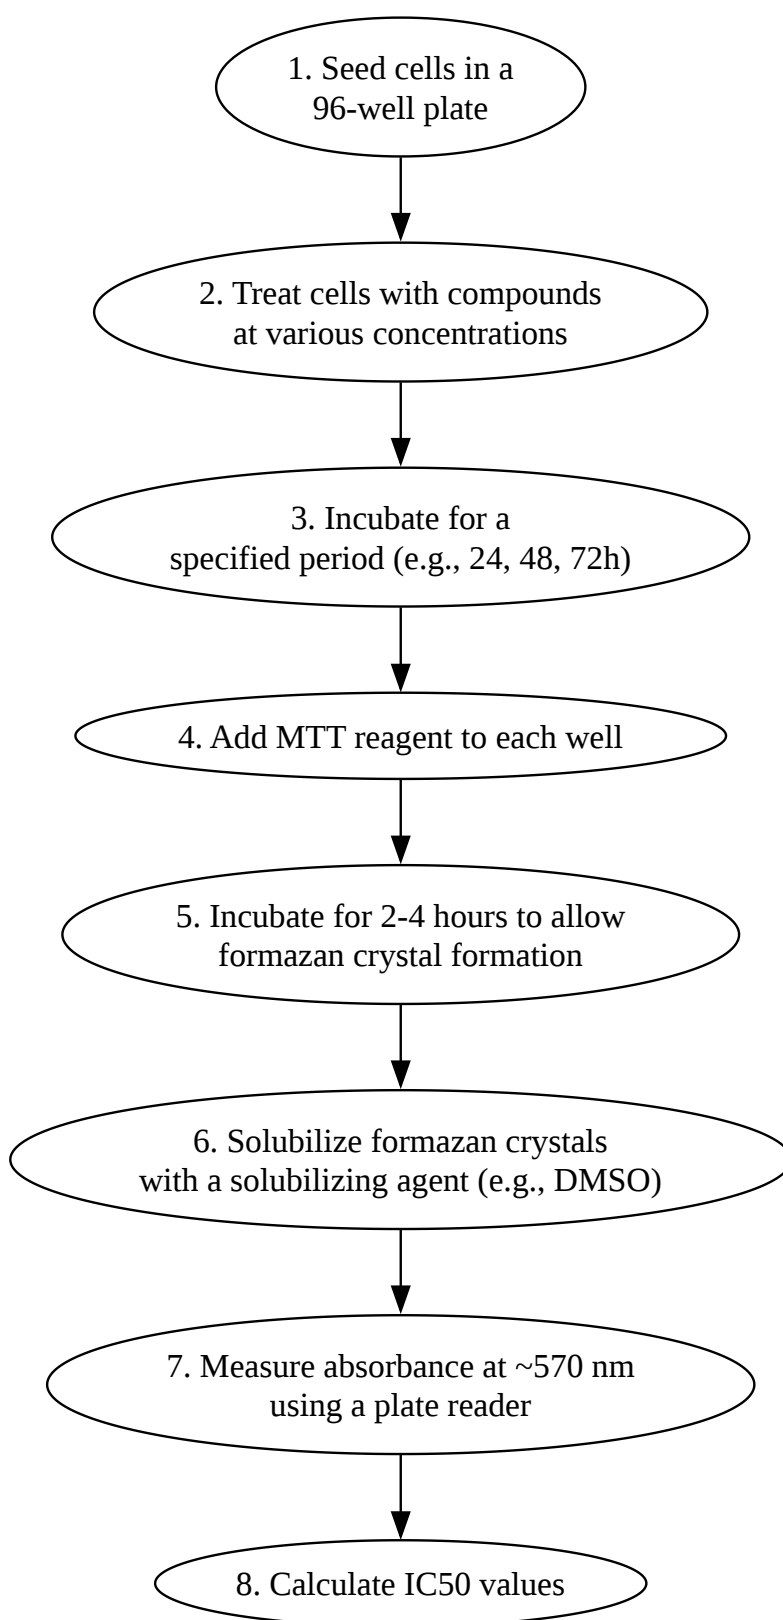 1. Seed cells in a
96-well plate
2. Treat cells with compounds
at various concentrations
3. Incubate for a
specified period (e.g., 24, 48, 72h)
4. Add MTT reagent to each well
5. Incubate for 2-4 hours to allow
formazan crystal formation
6. Solubilize formazan crystals
with a solubilizing agent (e.g., DMSO)
7. Measure absorbance at ~570 nm
using a plate reader
8. Calculate IC50 values